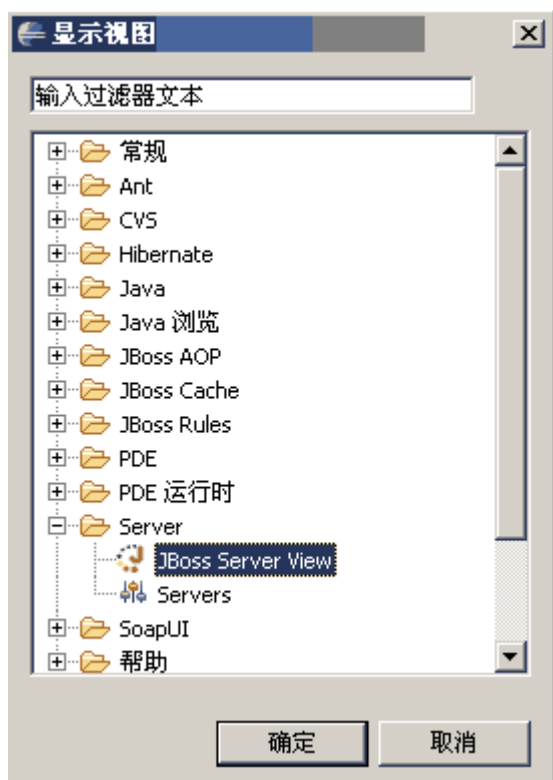 显示视图
输入过滤器文本
常规
Ant
CVS
Hibernate
Java
Java 浏览
JBoss AOP
JBoss Cache
JBoss Rules
PDE
PDE 运行时
Server
JBoss Server View
Servers
SoapUI
帮助
确定
取消